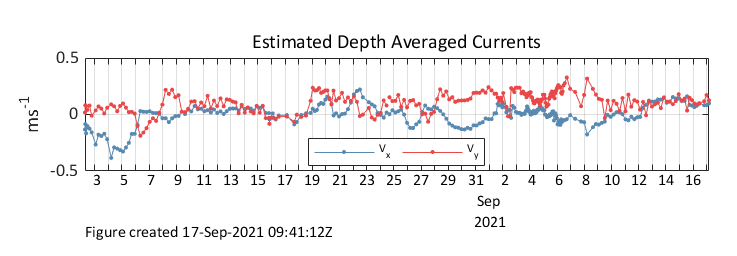 Estimated Depth Averaged Currents
0.5
0
-0.5
ms-1
Vx Vy
3 5 7 9 11 13 15 17 19 21 23 25 27 29 31 2 4 6 8 10 12 14 16
Sep
2021
Figure created 17-Sep-2021 09:41:12Z